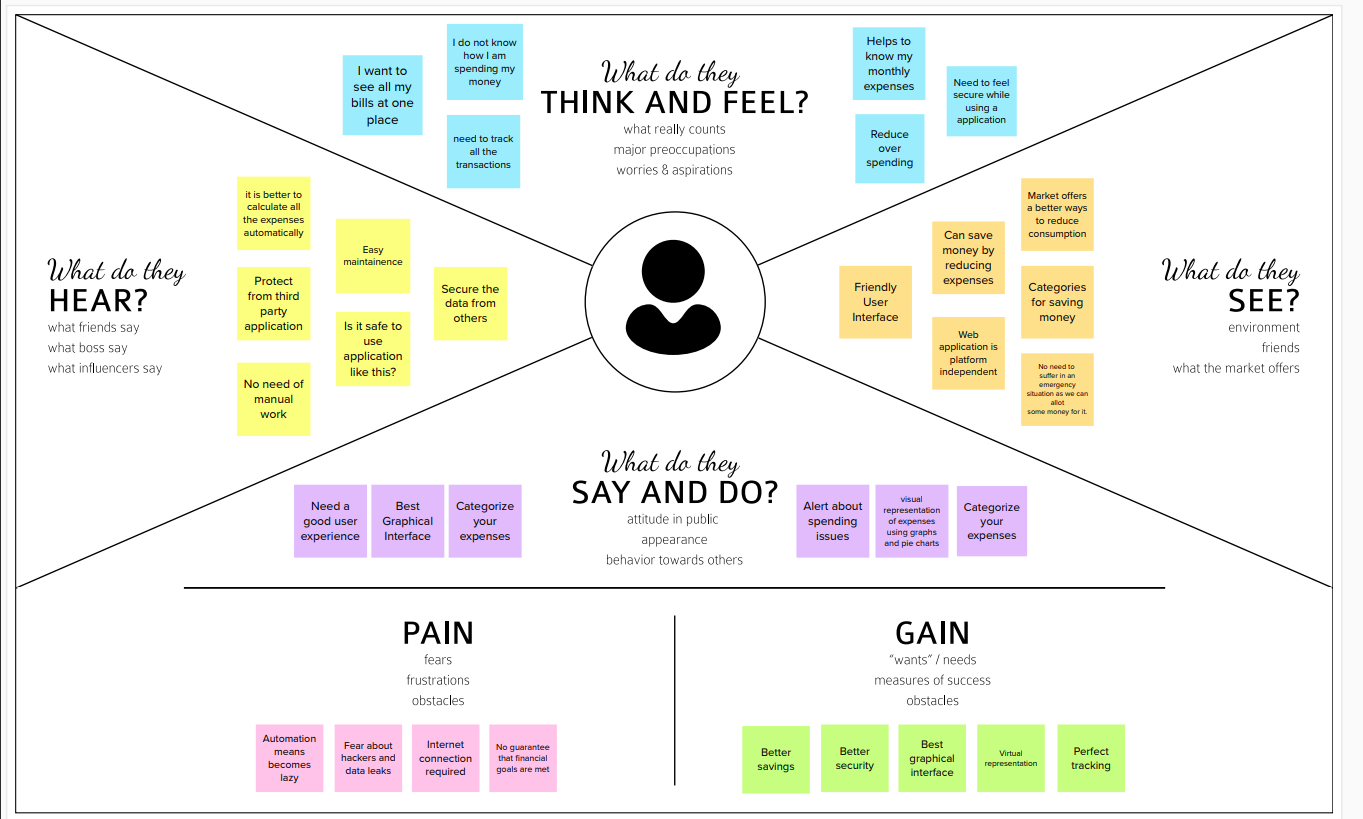 What do they
THINK AND FEEL?
what really counts
major preoccupations
worries & aspirations
I want to
see all my
bills at one
place
I do not know
how I am
spending my
money
need to track
all the
transactions
Helps to
know my
monthly
expenses
Need to feel
secure while
using a
application
Reduce
over
spending
What do they
HEAR?
what friends say
what boss say
what influencers say
it is better to
calculate all
the expenses
automatically
Easy
maintainence
Protect
from third
party
application
Secure the
data from
others
Is it safe to
use
application
like this?
No need of
manual
work
What do they
SEE?
environment
friends
what the market offers
Market offers
a better ways
to reduce
consumption
Can save
money by
reducing
expenses
Friendly
User
Interface
Categories
for saving
money
Web
application is
platform
independent
No need to
suffer in an
emergency
situation as we can
allot
some money for it.
What do they
SAY AND DO?
attitude in public
appearance
behavior towards others
Need a
good user
experience
Best
Graphical
Interface
Categorize
your
expenses
Alert about
spending
issues
visual
representation
of expenses
using graphs
and pie charts
Categorize
your
expenses
PAIN
fears
frustrations
obstacles
Automation
means
becomes
lazy
Fear about
hackers and
data leaks
Internet
connection
required
No guarantee
that financial
goals are met
GAIN
“wants” / needs
measures of success
obstacles
Better
savings
Better
security
Best
graphical
interface
Virtual
representation
Perfect
tracking